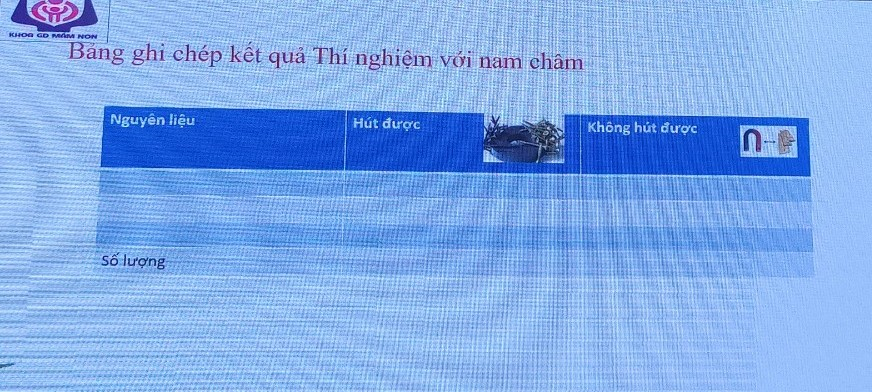 KHOA GD MẦM NON
Bảng ghi chép kết quả Thí nghiệm với nam châm
Nguyên liệu
Hút được
Không hút được
Số lượng